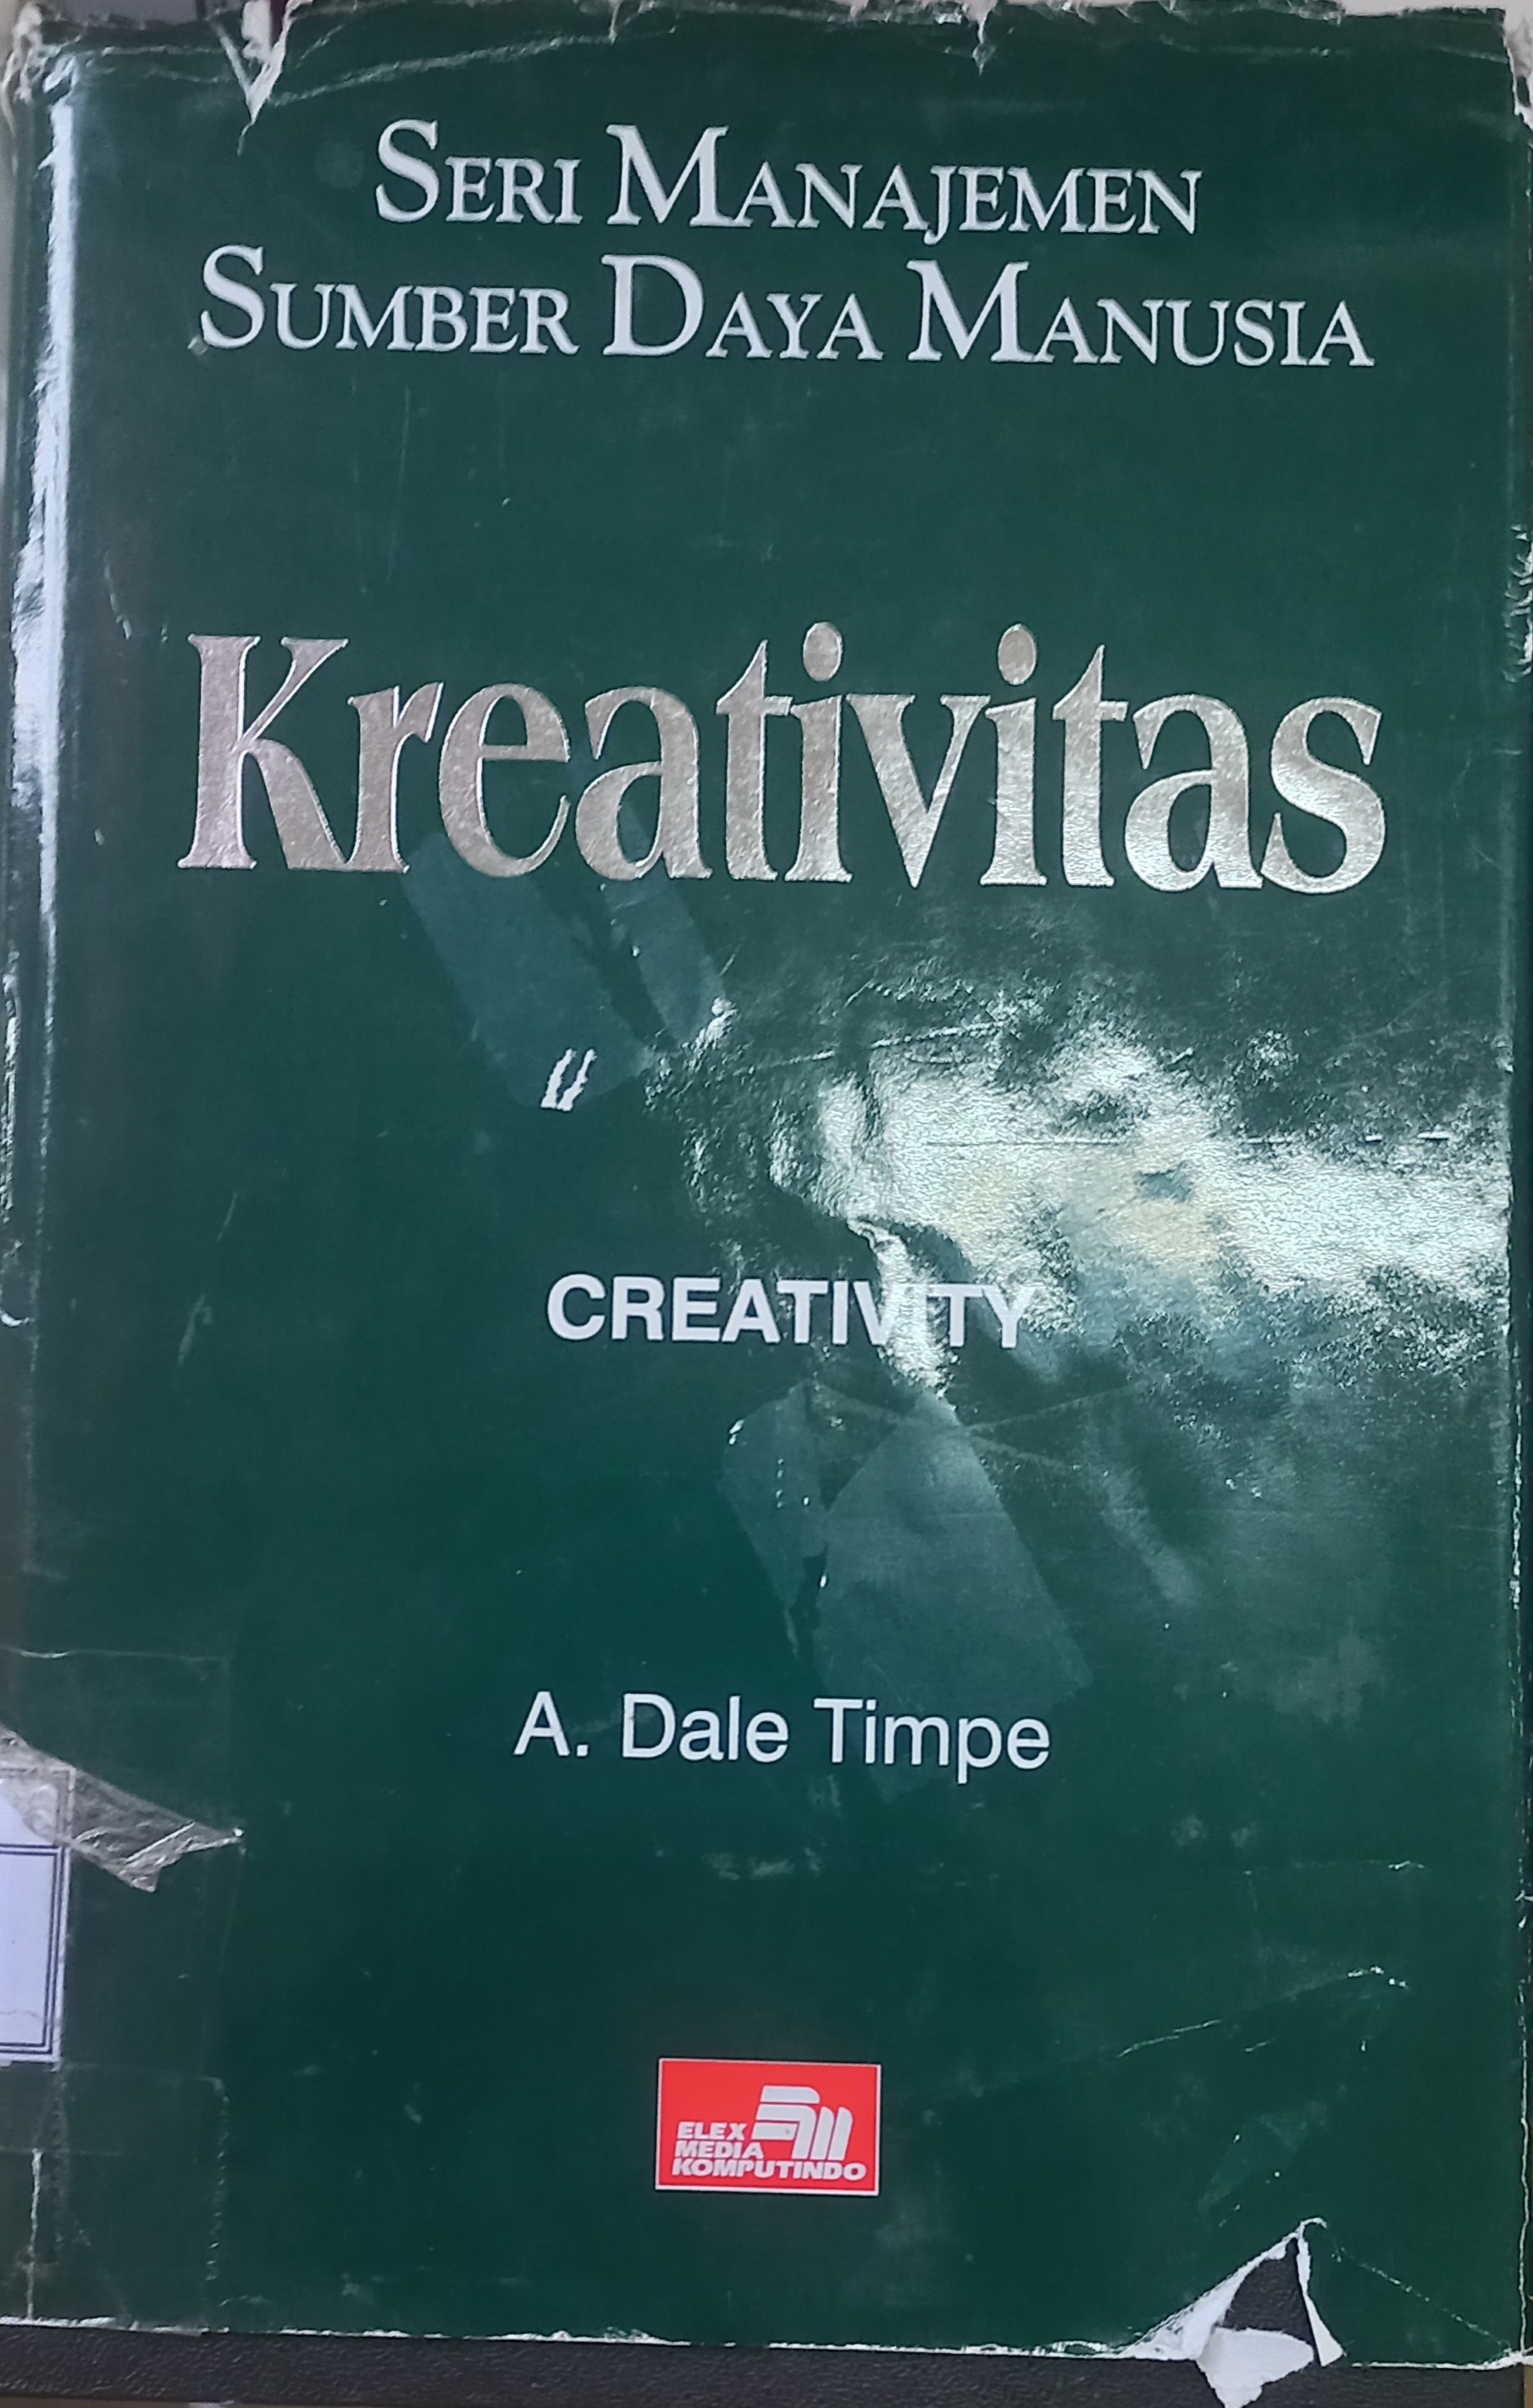 SERI MANAJEMEN
SUMBER DAYA MANUSIA
Kreativitas
CREATIVITY
A. Dale Timpe
ELEX
MEDIA
KOMPUTINDO